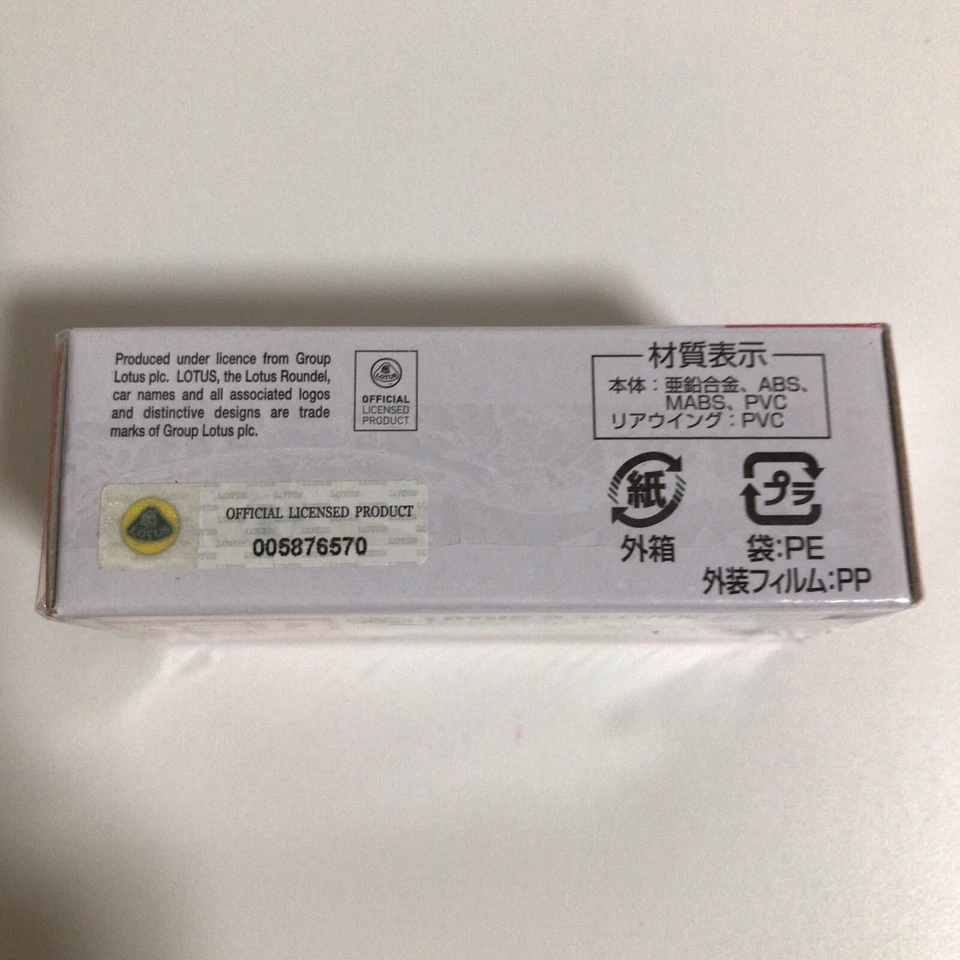 Produced under licence from Group
Lotus plc. LOTUS, the Lotus Roundel,
car names and all associated logos
and distinctive designs are trade
marks of Group Lotus plc.
LOTUS
OFFICIAL
LICENSED
PRODUCT
LOTUS
OFFICIAL LICENSED PRODUCT
005876570
材質表示
本体：亜鉛合金、ABS、
MABS、PVC
リアウイング：PVC
紙
外箱
プラ
袋:PE
外装フィルム:PP